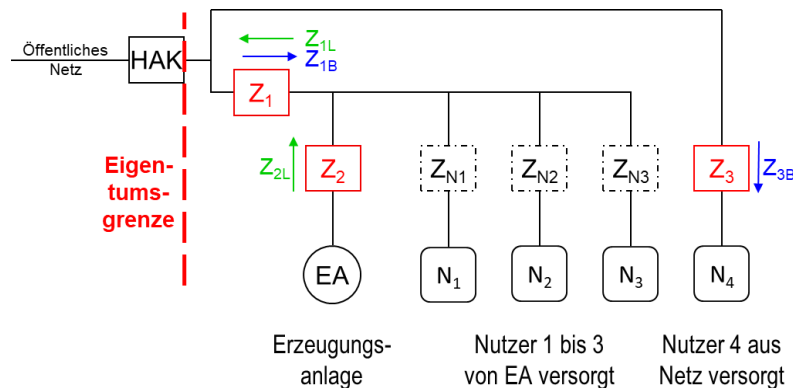 Öffentliches
Netz
HAK
Z1L
Z1B
Z1
Eigen-
tums-
grenze
Z2L
Z2
ZN1
ZN2
ZN3
Z3
Z3B
EA
N1
N2
N3
N4
Erzeugungs-
anlage
Nutzer 1 bis 3
von EA versorgt
Nutzer 4 aus
Netz versorgt